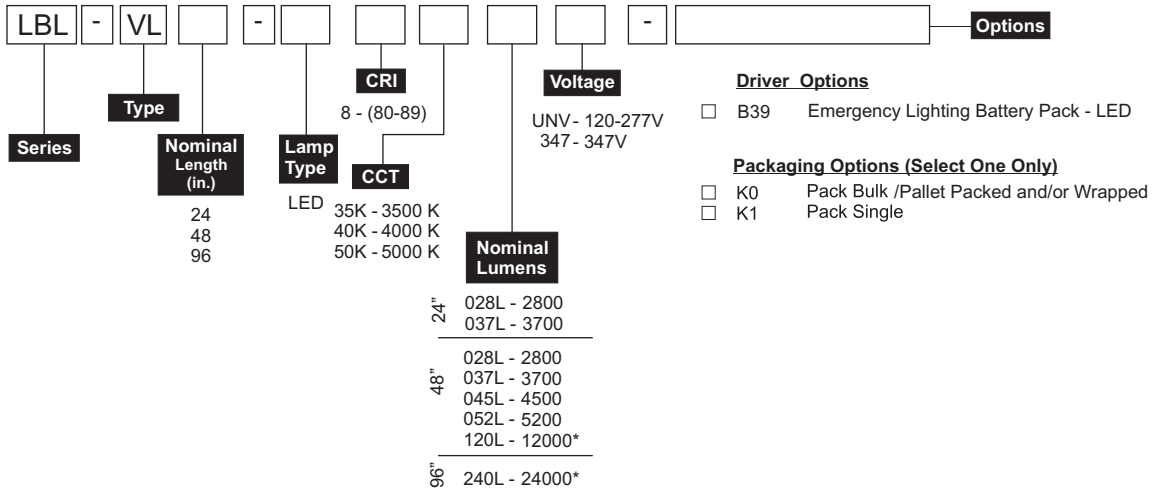 LBL - VL - -
Options
CRI
8 - (80-89)
Type
Series
Nominal
Length
(in.)
24
48
96
Lamp
Type
LED
CCT
35K - 3500 K
40K - 4000 K
50K - 5000 K
Nominal
Lumens
24"
028L - 2800
037L - 3700
48"
028L - 2800
037L - 3700
045L - 4500
052L - 5200
120L - 12000*
96"
240L - 24000*
Voltage
UNV - 120-277V
347 - 347V
Driver Options
B39 Emergency Lighting Battery Pack - LED
Packaging Options (Select One Only)
K0 Pack Bulk /Pallet Packed and/or Wrapped
K1 Pack Single